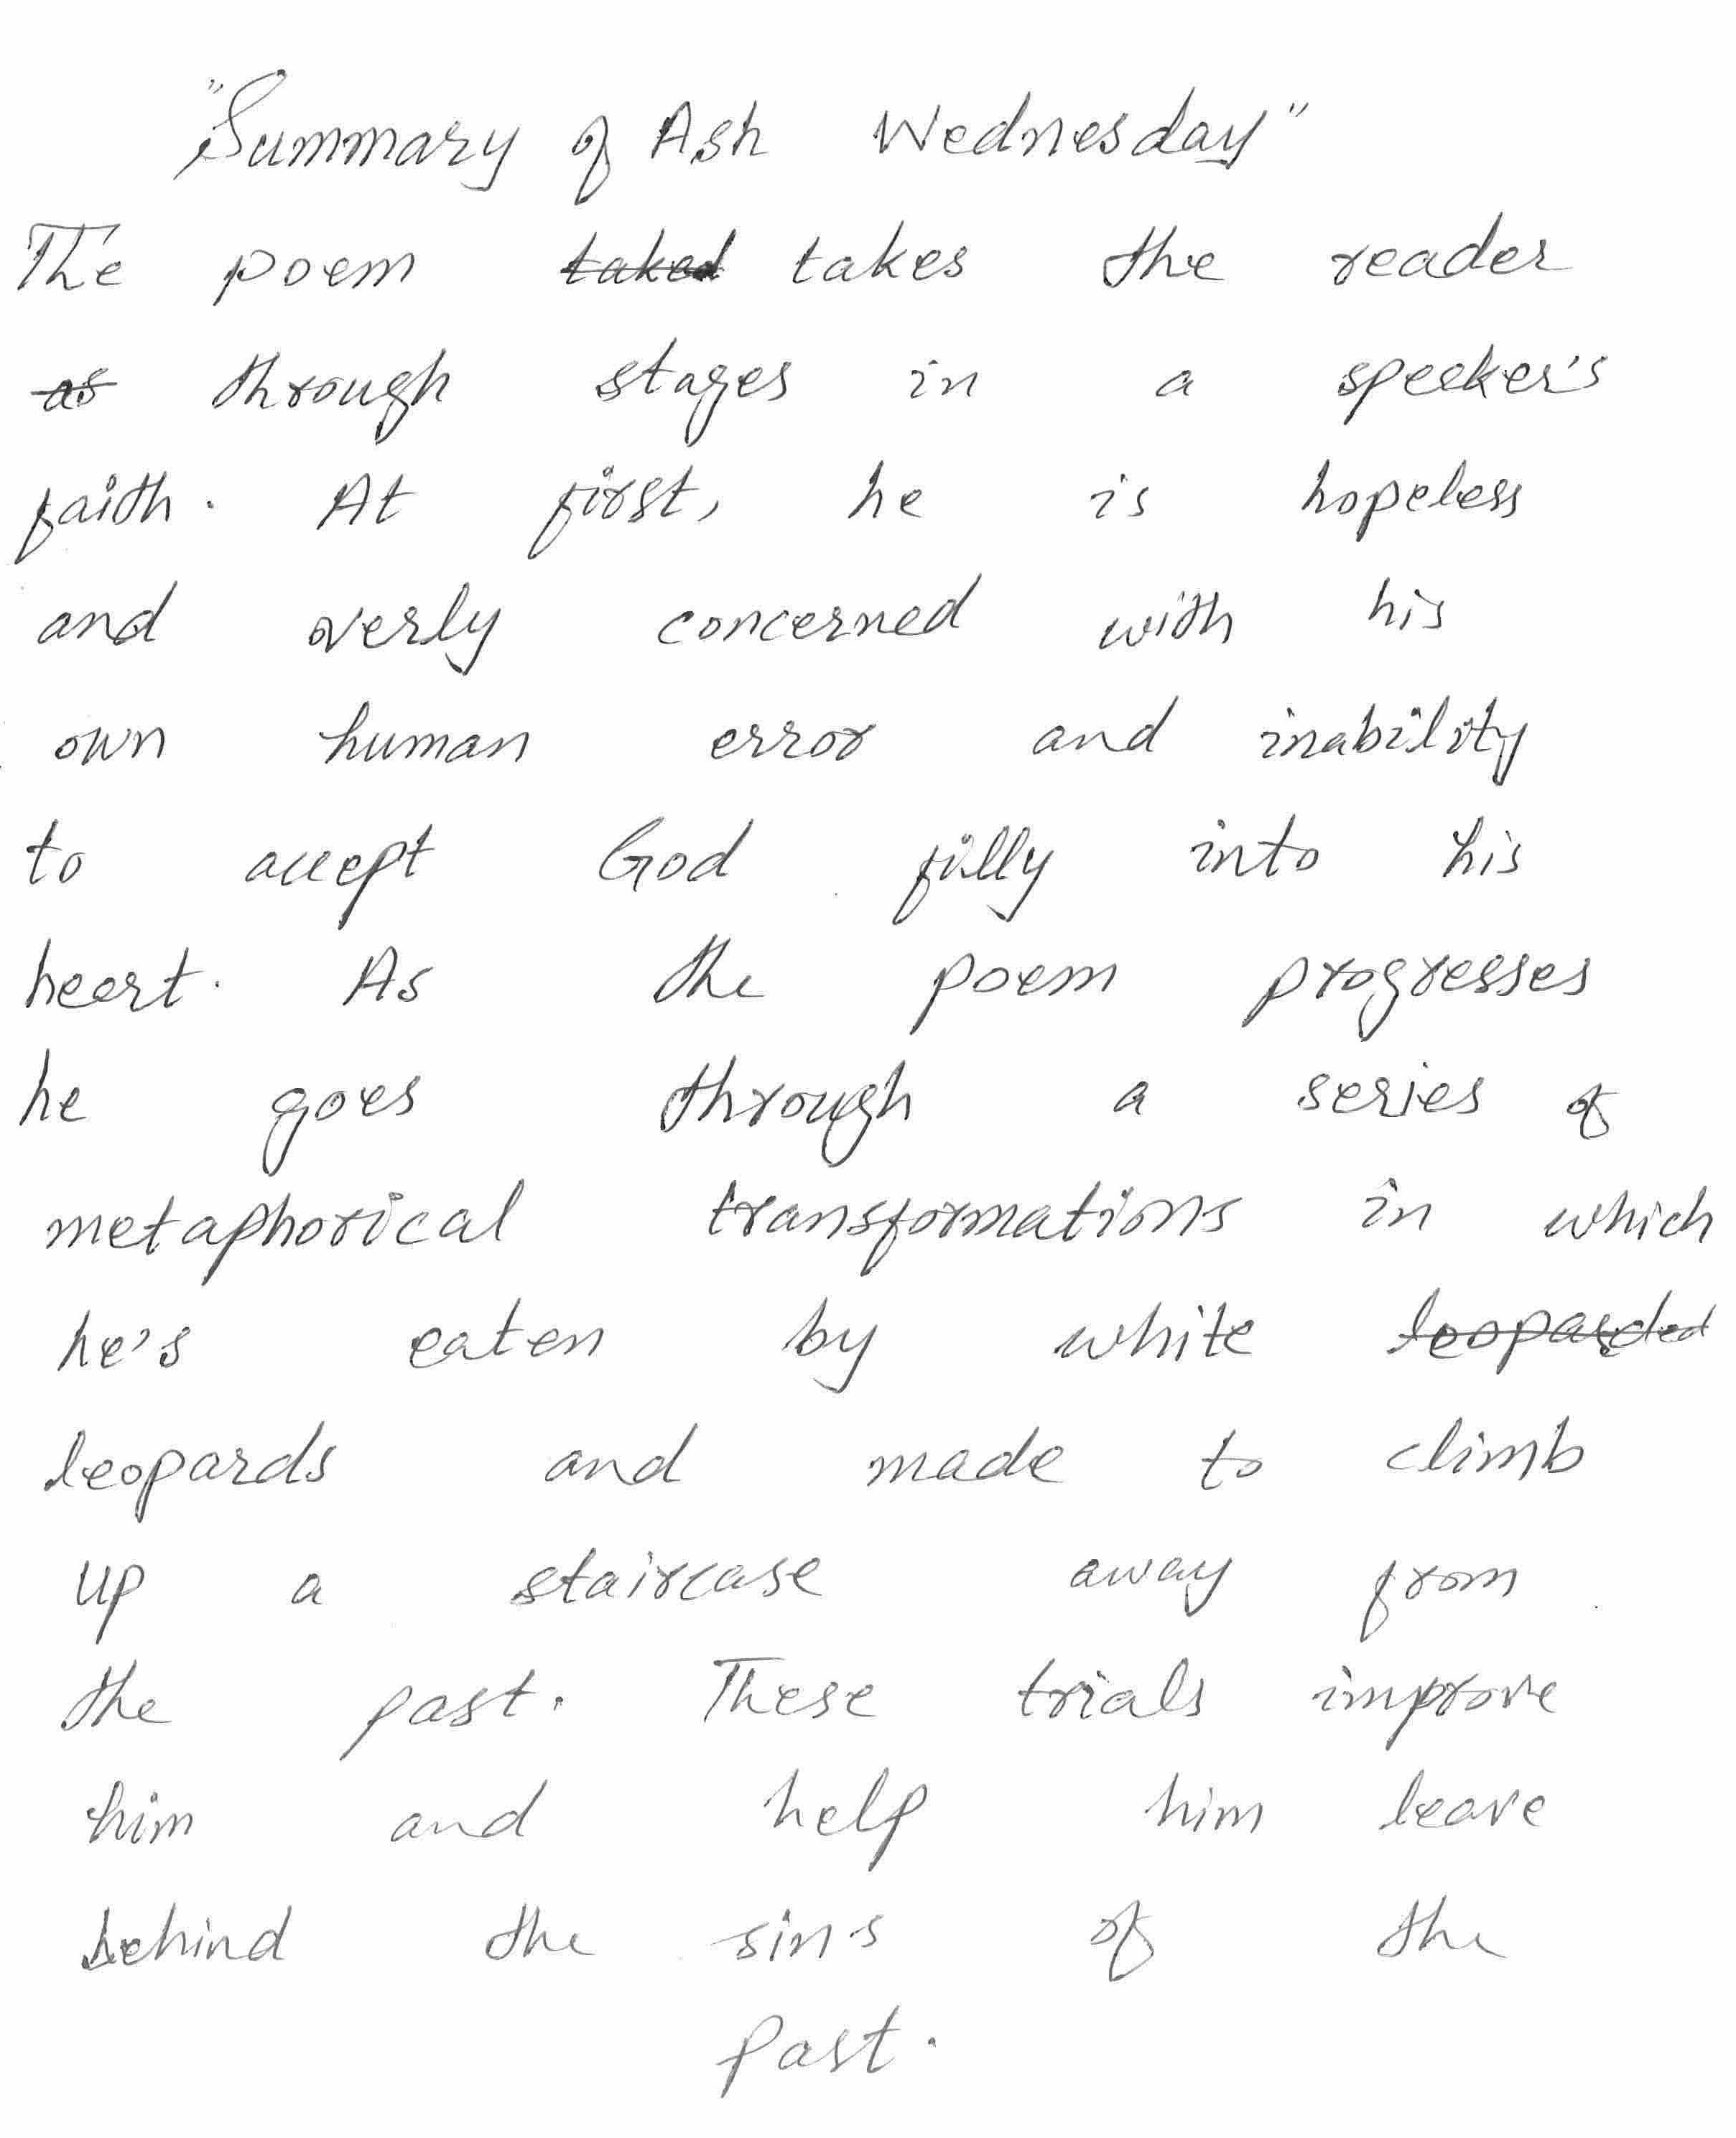 "Summary of Ash Wednesday"
The poem ~~taked~~ takes the reader
~~as~~ through stages in a speeker's
faith. At first, he is hopeless
and overly concerned with his
own human error and inability
to accept God fully into his
heart. As the poem progresses
he goes through a series of
metaphorical transformations in which
he's eaten by white ~~leoparded~~
leopards and made to climb
up a staircase away from
the past. These trials improve
him and help him leave
behind the sins of the
past.